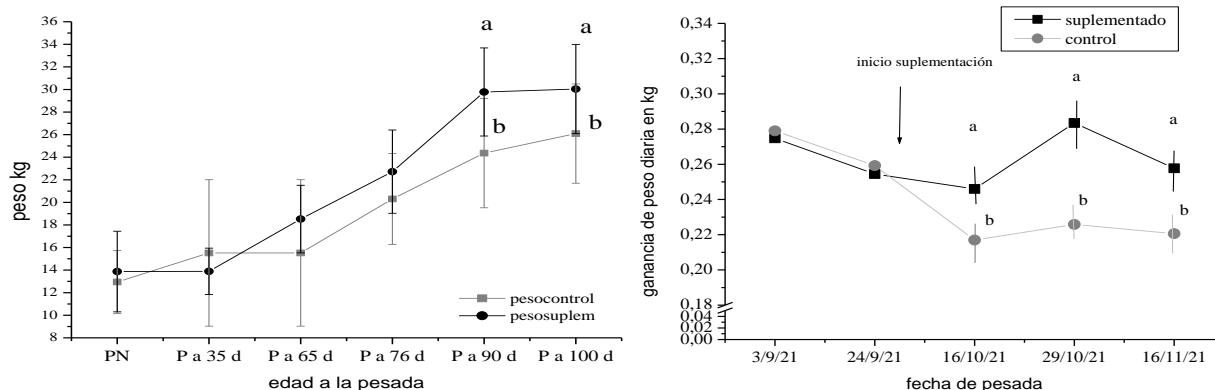 36
34
32
30
28
26
24
22
20
18
16
14
12
10
8
peso kg
a
a
b
b
pesocontrol
pesosuplem
PN
P a 35 d
P a 65 d
P a 76 d
P a 90 d
P a 100 d
edad a la pesada
0,34
0,32
0,30
0,28
0,26
0,24
0,22
0,20
0,18
0,04
0,02
0,00
ganancia de peso diaria en kg
suplementado
control
inicio suplementación
a
a
a
b
b
b
3/9/21
24/9/21
16/10/21
29/10/21
16/11/21
fecha de pesada